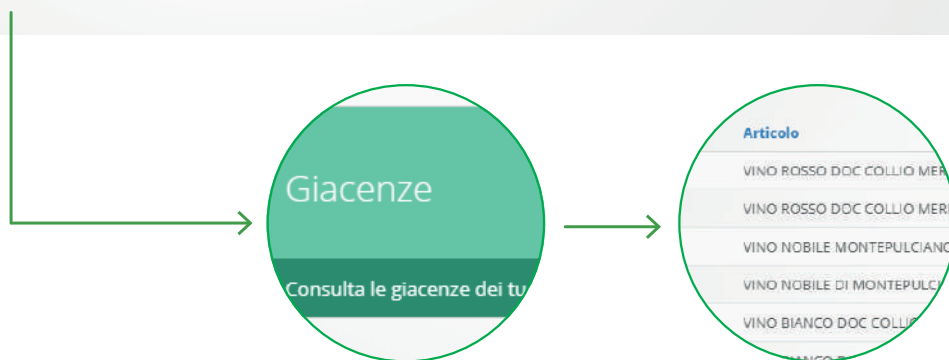 Giacenze
Consulta le giacenze dei tu
Articolo
VINO ROSSO DOC COLLIO MER
VINO ROSSO DOC COLLIO MER
VINO NOBILE MONTEPULCIANO
VINO NOBILE DI MONTEPULCI
VINO BIANCO DOC COLLIO